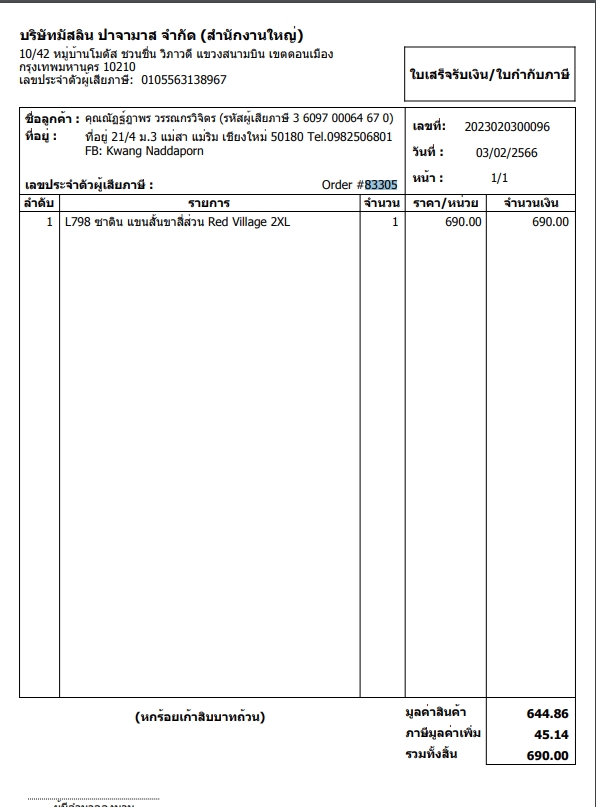 บริษัทมัสลิน ปาจามาส จำกัด (สำนักงานใหญ่)
10/42 หมู่บ้านโมดัส ชวนชื่น วิภาวดี แขวงสนามบิน เขตดอนเมือง
กรุงเทพมหานคร 10210
เลขประจำตัวผู้เสียภาษี: 0105563138967
ใบเสร็จรับเงิน/ใบกำกับภาษี
ชื่อลูกค้า : คุณณัฏฐ์ฎาพร วรรณกรวิจิตร (รหัสผู้เสียภาษี 3 6097 00064 67 0)
ที่อยู่ : ที่อยู่ 21/4 ม.3 แม่สา แม่ริม เชียงใหม่ 50180 Tel.0982506801
FB: Kwang Naddaporn
เลขประจำตัวผู้เสียภาษี : Order #83305
เลขที่: 2023020300096
วันที่ : 03/02/2566
หน้า : 1/1
ลำดับ รายการ จำนวน ราคา/หน่วย จำนวนเงิน
1 L798 ซาติน แขนสั้นขาสี่ส่วน Red Village 2XL 1 690.00 690.00
(หกร้อยเก้าสิบบาทถ้วน)
มูลค่าสินค้า 644.86
ภาษีมูลค่าเพิ่ม 45.14
รวมทั้งสิ้น 690.00